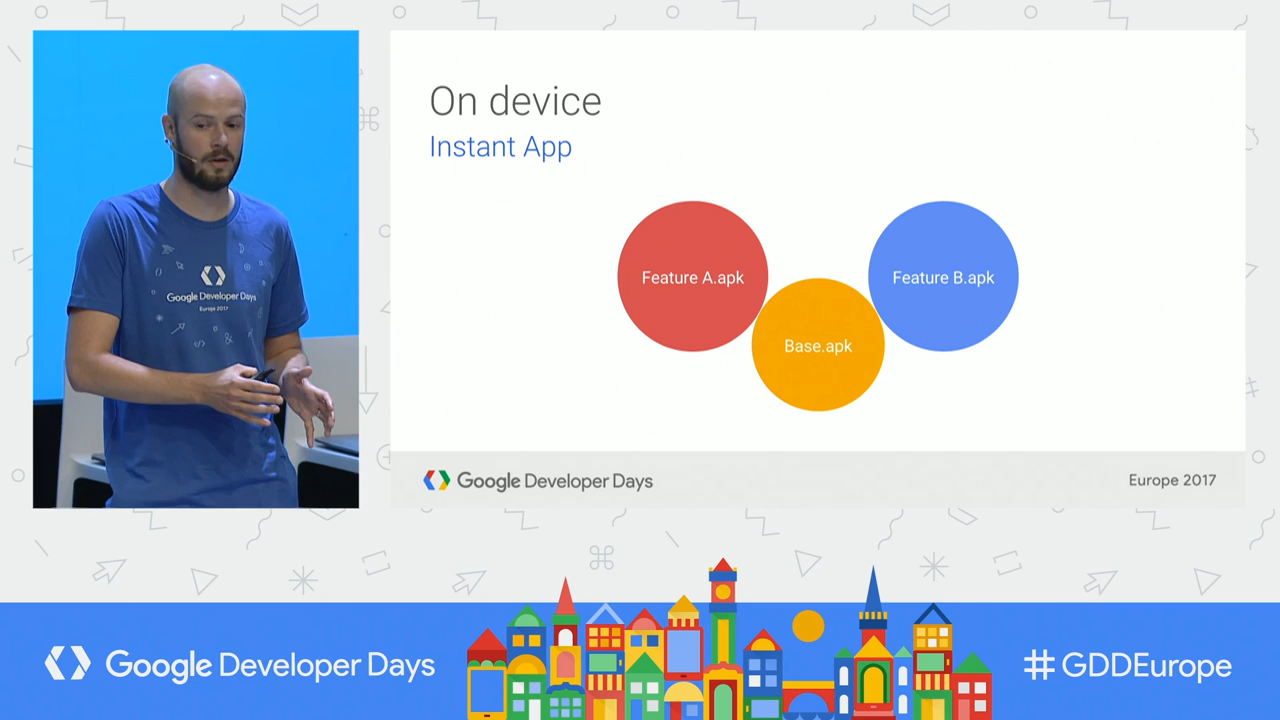 On device
Instant App
Feature A.apk
Feature B.apk
Base.apk
Google Developer Days
Europe 2017
Google Developer Days
Europe 2017
Google Developer Days
#GDDEurope